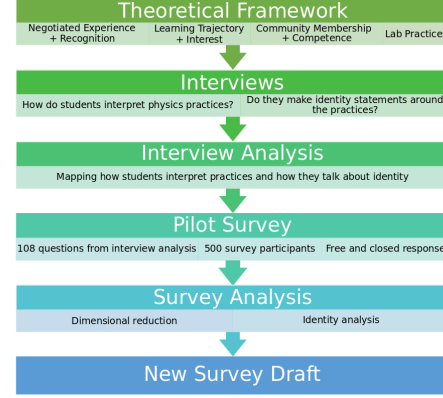 Theoretical Framework
Negotiated Experience
+ Recognition
Learning Trajectory
+ Interest
Community Membership
+ Competence
Lab Practice
Interviews
How do students interpret physics practices?
Do they make identity statements around
the practices?
Interview Analysis
Mapping how students interpret practices and how they talk about identity
Pilot Survey
108 questions from interview analysis
500 survey participants
Free and closed response
Survey Analysis
Dimensional reduction
Identity analysis
New Survey Draft